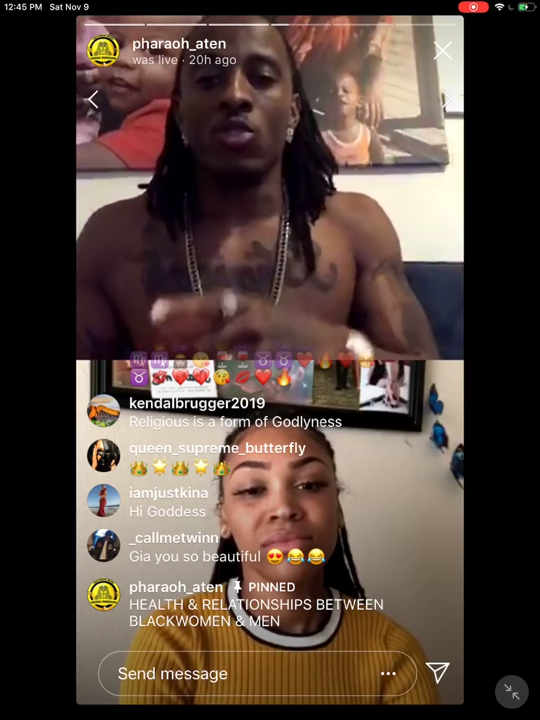 12:45 PM Sat Nov 9
pharaoh_aten
was live · 20h ago
kendalbrugger2019
Religious is a form of Godlyness
queen_supreme_butterfly
iamjustkina
Hi Goddess
_callmetwinn
Gia you so beautiful 😍😂😂
pharaoh_aten PINNED
HEALTH & RELATIONSHIPS BETWEEN
BLACKWOMEN & MEN
Send message